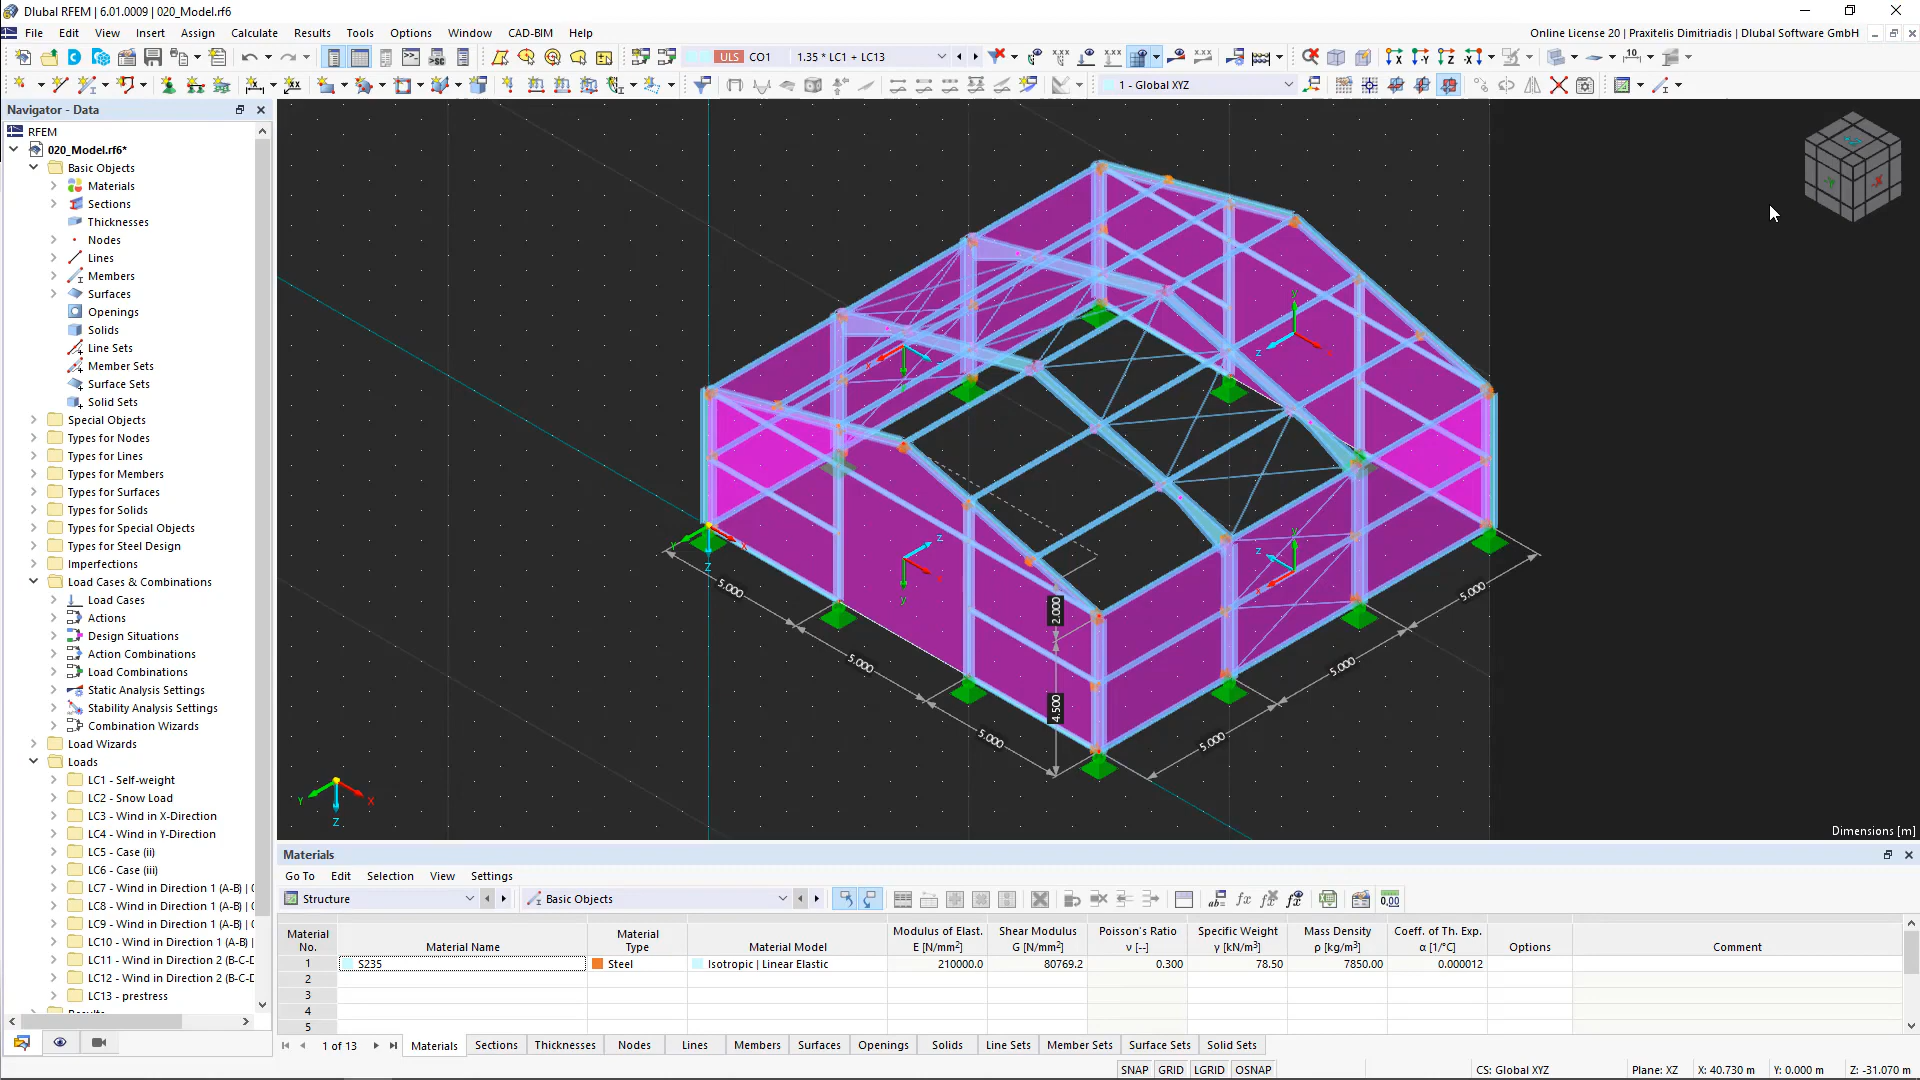 Dlubal RFEM | 6.01.0009 | 020_Model.rf6
File Edit View Insert Assign Calculate Results Tools Options Window CAD-BIM Help
Online License 20 | Praxitelis Dimitriadis | Dlubal Software GmbH
ULS CO1 1.35 * LC1 + LC13
1 - Global XYZ
Navigator - Data
RFEM
020_Model.rf6*
Basic Objects
Materials
Sections
Thicknesses
Nodes
Lines
Members
Surfaces
Openings
Solids
Line Sets
Member Sets
Surface Sets
Solid Sets
Special Objects
Types for Nodes
Types for Lines
Types for Members
Types for Surfaces
Types for Solids
Types for Special Objects
Types for Steel Design
Imperfections
Load Cases & Combinations
Load Cases
Actions
Design Situations
Action Combinations
Load Combinations
Static Analysis Settings
Stability Analysis Settings
Combination Wizards
Load Wizards
Loads
LC1 - Self-weight
LC2 - Snow Load
LC3 - Wind in X-Direction
LC4 - Wind in Y-Direction
LC5 - Case (ii)
LC6 - Case (iii)
LC7 - Wind in Direction 1 (A-B) |
LC8 - Wind in Direction 1 (A-B) |
LC9 - Wind in Direction 1 (A-B) |
LC10 - Wind in Direction 1 (A-B) |
LC11 - Wind in Direction 2 (B-C-D
LC12 - Wind in Direction 2 (B-C-D
LC13 - prestress
5.000
5.000
5.000
5.000
5.000
5.000
2.000
4.500
X
Y
Z
Dimensions [m]
Materials
Go To Edit Selection View Settings
Structure Basic Objects
Material No. Material Name Material Type Material Model Modulus of Elast. E [N/mm²] Shear Modulus G [N/mm²] Poisson's Ratio ν [--] Specific Weight γ [kN/m³] Mass Density ρ [kg/m³] Coeff. of Th. Exp. α [1/°C] Options Comment
1 S235 Steel Isotropic | Linear Elastic 210000.0 80769.2 0.300 78.50 7850.00 0.000012
2
3
4
5
1 of 13 Materials Sections Thicknesses Nodes Lines Members Surfaces Openings Solids Line Sets Member Sets Surface Sets Solid Sets
SNAP GRID LGRID OSNAP CS: Global XYZ Plane: XZ X: 40.730 m Y: 0.000 m Z: -31.070 m